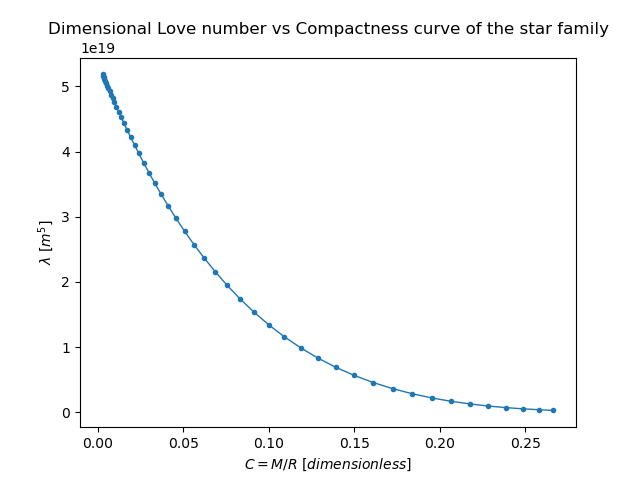 Dimensional Love number vs Compactness curve of the star family
1e19
5
4
3
2
1
0
λ [m⁵]
0.00 0.05 0.10 0.15 0.20 0.25
C = M/R [dimensionless]